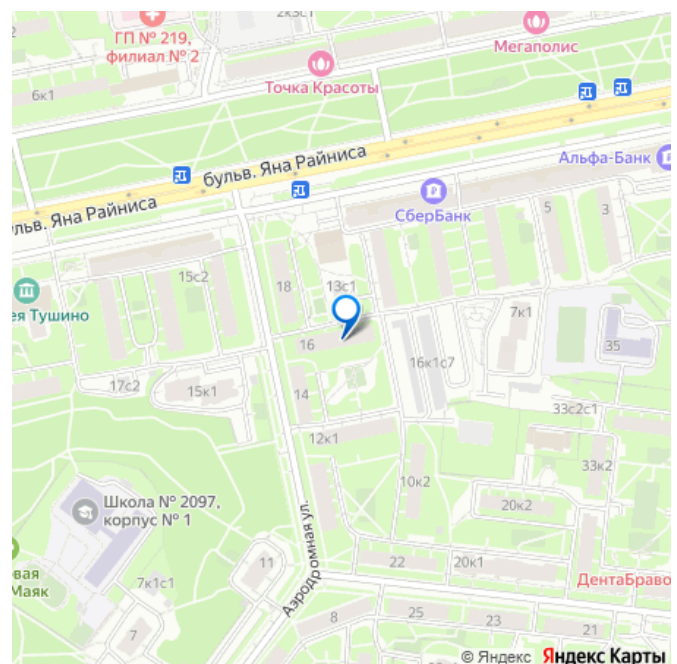 2к3с1
ГП № 219,
филиал № 2
Мегаполис
Точка Красоты
6к1
бульв. Яна Райниса
Альфа-Банк
СберБанк
ульв. Яна Райниса
5
3
15с2
18
13с1
ея Тушино
7к1
16
35
16к1с7
17с2
15к1
14
33с2с1
12к1
33к2
10к2
Школа № 2097,
корпус № 1
20к2
Аэродромная ул.
11
22
20к1
овая
Маяк
7к1с1
ДентаБраво
7
8
25
23
21
© Яндекс Яндекс Карты